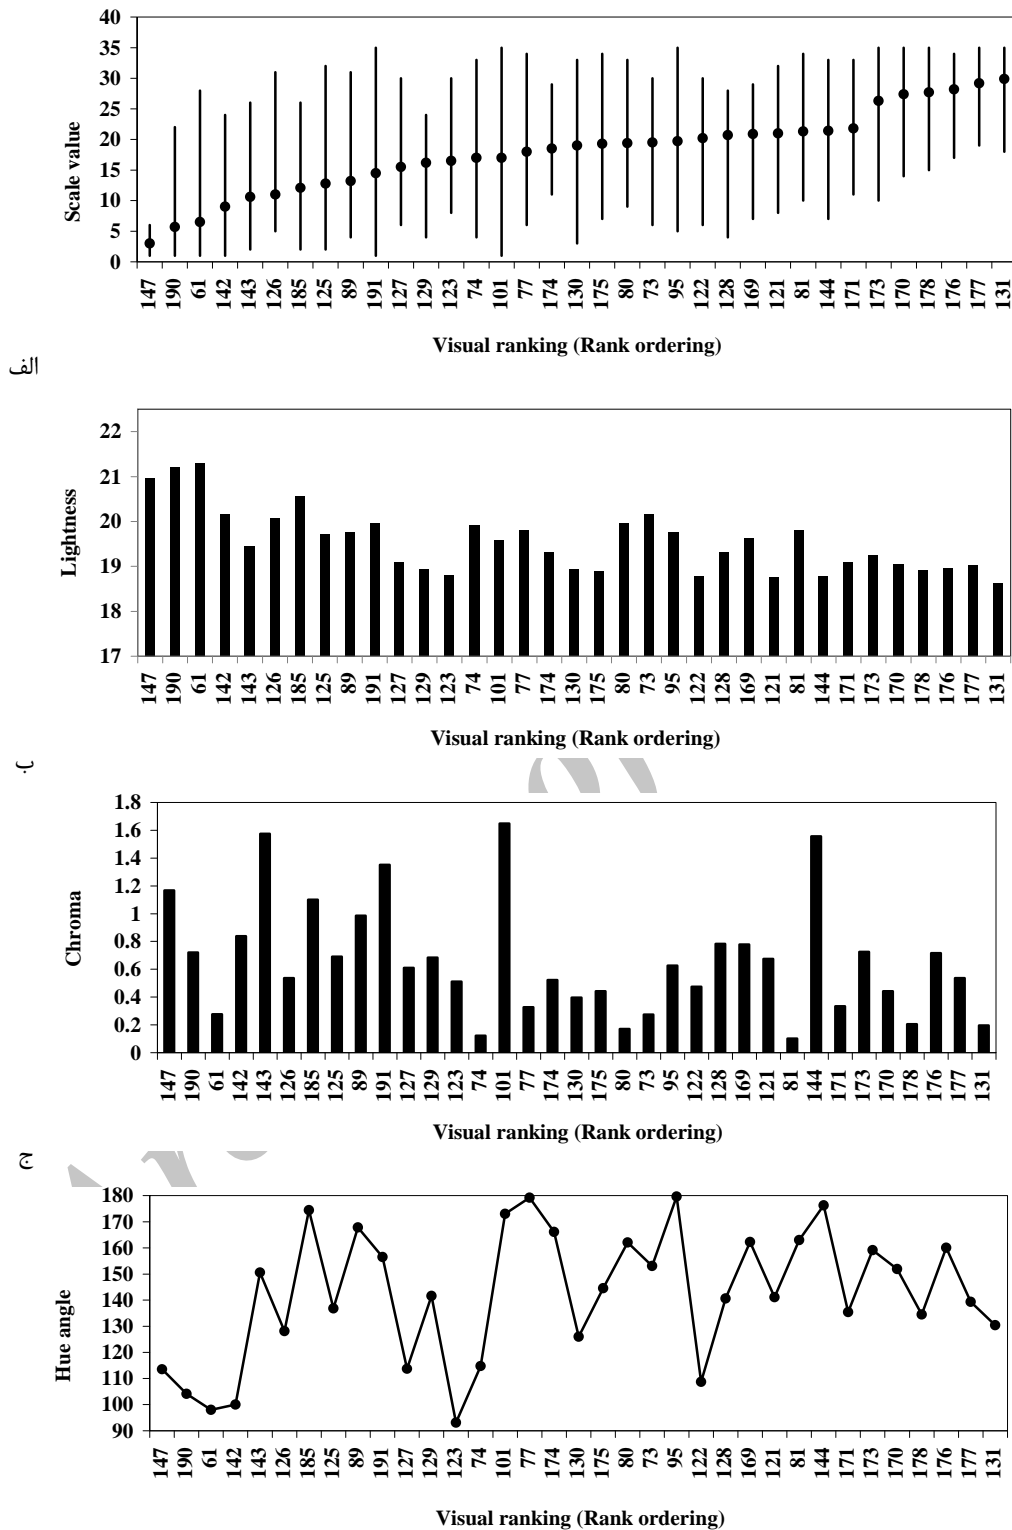 40
35
30
25
20
15
10
5
0
Scale value
147 190 61 142 143 126 185 125 89 191 127 129 123 74 101 77 174 130 175 80 73 95 122 128 169 121 81 144 171 173 170 178 176 177 131
Visual ranking (Rank ordering)
الف
22
21
20
19
18
17
Lightness
147 190 61 142 143 126 185 125 89 191 127 129 123 74 101 77 174 130 175 80 73 95 122 128 169 121 81 144 171 173 170 178 176 177 131
Visual ranking (Rank ordering)
ب
1.8
1.6
1.4
1.2
1
0.8
0.6
0.4
0.2
0
Chroma
147 190 61 142 143 126 185 125 89 191 127 129 123 74 101 77 174 130 175 80 73 95 122 128 169 121 81 144 171 173 170 178 176 177 131
Visual ranking (Rank ordering)
ج
180
170
160
150
140
130
120
110
100
90
Hue angle
147 190 61 142 143 126 185 125 89 191 127 129 123 74 101 77 174 130 175 80 73 95 122 128 169 121 81 144 171 173 170 178 176 177 131
Visual ranking (Rank ordering)